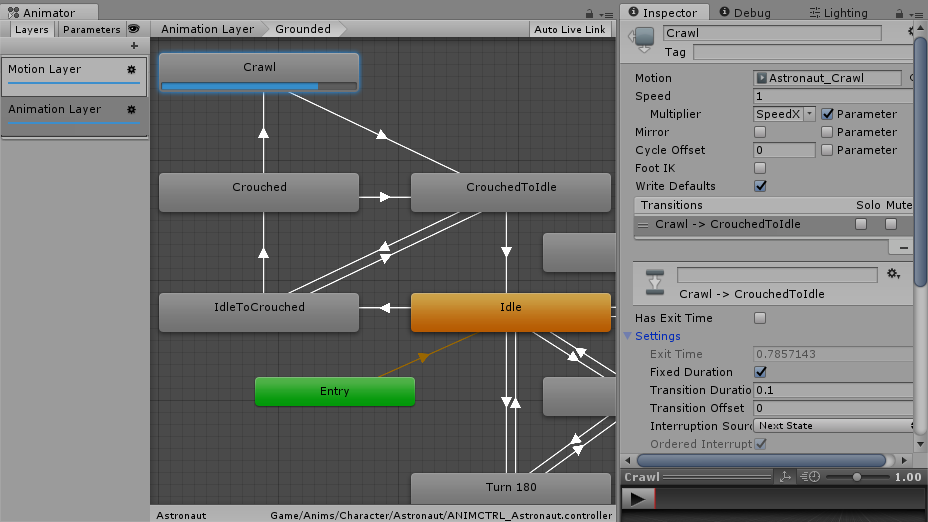 Animator
Layers Parameters
Motion Layer
Animation Layer
Animation Layer Grounded Auto Live Link
Crawl
Crouched
CrouchedToIdle
IdleToCrouched
Idle
Entry
Turn 180
Astronaut Game/Anims/Character/Astronaut/ANIMCTRL_Astronaut.controller
Inspector Debug Lighting
Crawl
Tag
Motion Astronaut_Crawl
Speed 1
Multiplier SpeedX Parameter
Mirror Parameter
Cycle Offset 0 Parameter
Foot IK
Write Defaults
Transitions Solo Mute
Crawl -> CrouchedToIdle
Crawl -> CrouchedToIdle
Has Exit Time
Settings
Exit Time 0.7857143
Fixed Duration
Transition Duratio 0.1
Transition Offset 0
Interruption Sourc Next State
Ordered Interrupt
Crawl 1.00